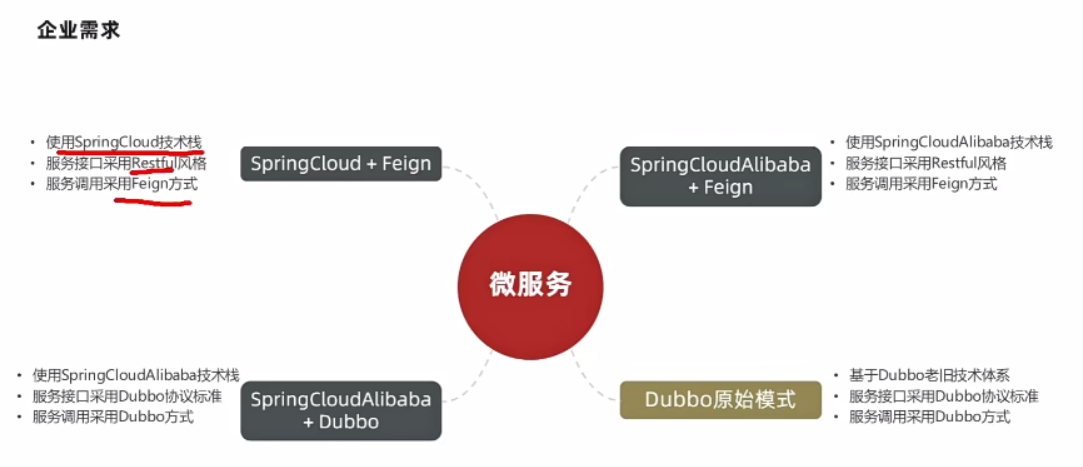 企业需求
使用SpringCloud技术栈
服务接口采用Restful风格
服务调用采用Feign方式
SpringCloud + Feign
SpringCloudAlibaba
+ Feign
使用SpringCloudAlibaba技术栈
服务接口采用Restful风格
服务调用采用Feign方式
微服务
使用SpringCloudAlibaba技术栈
服务接口采用Dubbo协议标准
服务调用采用Dubbo方式
SpringCloudAlibaba
+ Dubbo
Dubbo原始模式
基于Dubbo老旧技术体系
服务接口采用Dubbo协议标准
服务调用采用Dubbo方式